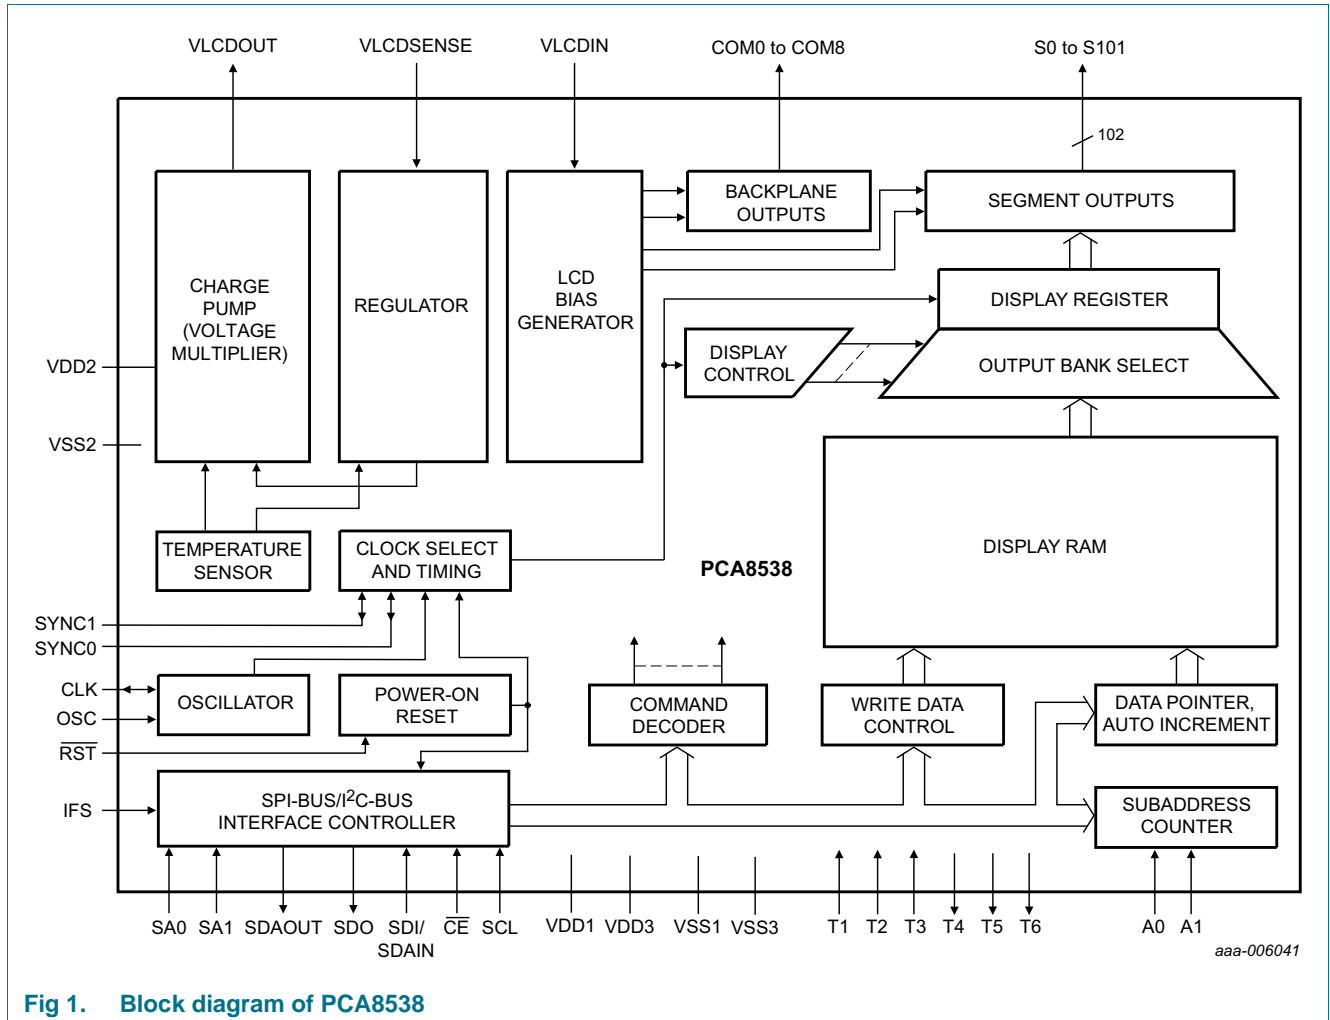 VLCDOUT
VLCDSENSE
VLCDIN
COM0 to COM8
S0 to S101
102
BACKPLANE
OUTPUTS
SEGMENT OUTPUTS
CHARGE
PUMP
(VOLTAGE
MULTIPLIER)
REGULATOR
LCD
BIAS
GENERATOR
DISPLAY REGISTER
DISPLAY
CONTROL
OUTPUT BANK SELECT
VDD2
VSS2
TEMPERATURE
SENSOR
CLOCK SELECT
AND TIMING
PCA8538
DISPLAY RAM
SYNC1
SYNC0
CLK
OSC
R̅S̅T̅
OSCILLATOR
POWER-ON
RESET
COMMAND
DECODER
WRITE DATA
CONTROL
DATA POINTER,
AUTO INCREMENT
IFS
SPI-BUS/I²C-BUS
INTERFACE CONTROLLER
SUBADDRESS
COUNTER
SA0 SA1 SDAOUT SDO SDI/ C̅E̅ SCL VDD1 VDD3 VSS1 VSS3 T1 T2 T3 T4 T5 T6 A0 A1
SDAIN
aaa-006041
Fig 1. Block diagram of PCA8538